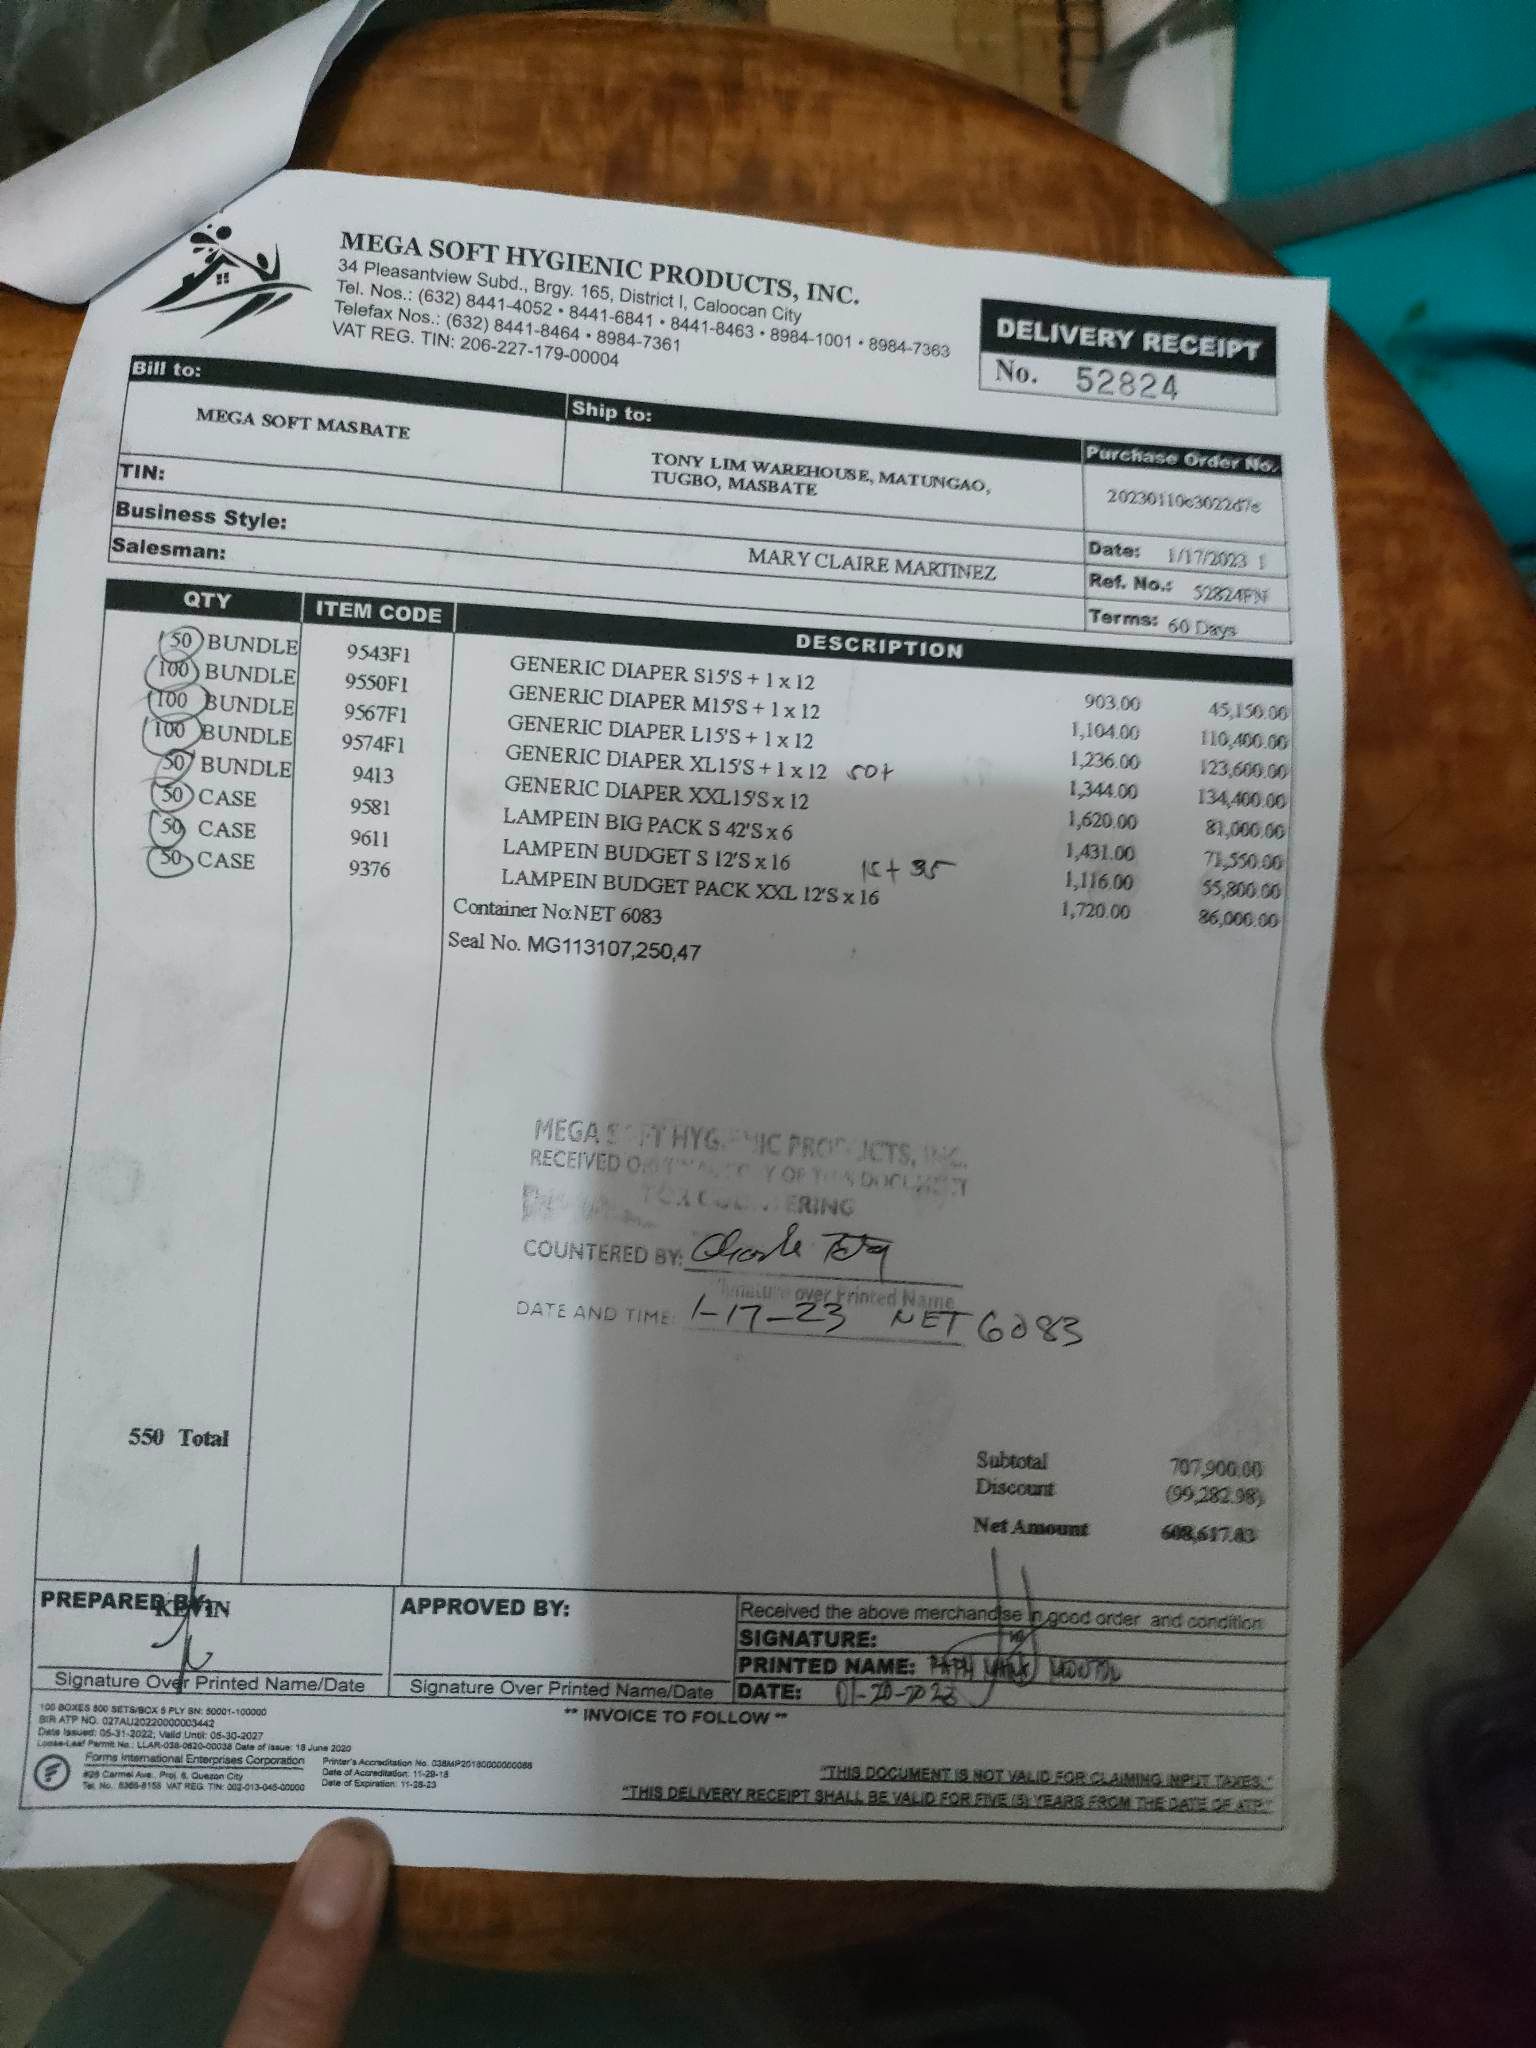 MEGA SOFT HYGIENIC PRODUCTS, INC.
34 Pleasantview Subd., Brgy. 165, District I, Caloocan City
Tel. Nos.: (632) 8441-4052 • 8441-6841 • 8441-8463 • 8984-1001 • 8984-7363
Telefax Nos.: (632) 8441-8464 • 8984-7361
VAT REG. TIN: 206-227-179-00004
DELIVERY RECEIPT
No. 52824
Bill to:
MEGA SOFT MASBATE
Ship to:
TONY LIM WAREHOUSE, MATUNGAO,
TUGBO, MASBATE
Purchase Order No.
20230110c3022d7e
TIN:
Business Style:
Salesman: MARY CLAIRE MARTINEZ
Date: 1/17/2023 1
Ref. No.: 52824FN
Terms: 60 Days
QTY ITEM CODE DESCRIPTION
50 BUNDLE 9543F1 GENERIC DIAPER S15'S + 1 x 12 903.00 45,150.00
100 BUNDLE 9550F1 GENERIC DIAPER M15'S + 1 x 12 1,104.00 110,400.00
100 BUNDLE 9567F1 GENERIC DIAPER L15'S + 1 x 12 1,236.00 123,600.00
100 BUNDLE 9574F1 GENERIC DIAPER XL15'S + 1 x 12 50+ 1,344.00 134,400.00
50 BUNDLE 9413 GENERIC DIAPER XXL15'S x 12 1,620.00 81,000.00
50 CASE 9581 LAMPEIN BIG PACK S 42'S x 6 1,431.00 71,550.00
50 CASE 9611 LAMPEIN BUDGET S 12'S x 16 15+35 1,116.00 55,800.00
50 CASE 9376 LAMPEIN BUDGET PACK XXL 12'S x 16 1,720.00 86,000.00
Container No:NET 6083
Seal No. MG113107,250,47
MEGA SOFT HYGIENIC PRODUCTS, INC.
RECEIVED ORIGINAL COPY OF THIS DOCUMENT
COUNTERING
COUNTERED BY:
Signature over Printed Name
DATE AND TIME: 1-17-23 NET 6083
550 Total
Subtotal 707,900.00
Discount (99,282.98)
Net Amount 608,617.03
PREPARED BY:
KEVIN
Signature Over Printed Name/Date
APPROVED BY:
Signature Over Printed Name/Date
Received the above merchandise in good order and condition
SIGNATURE:
PRINTED NAME:
DATE: 01-20-2023
** INVOICE TO FOLLOW **
100 BOXES 500 SETS/BOX 5 PLY SN: 50001-100000
BIR ATP NO. 027AU20220000003442
Date Issued: 05-31-2022; Valid Until: 05-30-2027
Loose-Leaf Permit No.: LLAR-038-0620-00038 Date of Issue: 18 June 2020
Forms International Enterprises Corporation
#26 Carmel Ave., Proj. 6, Quezon City
Tel. No.: 8368-8158 VAT REG. TIN: 002-013-045-00000
Printer's Accreditation No. 038MP20180000000088
Date of Accreditation: 11-29-18
Date of Expiration: 11-28-23
"THIS DOCUMENT IS NOT VALID FOR CLAIMING INPUT TAXES."
"THIS DELIVERY RECEIPT SHALL BE VALID FOR FIVE (5) YEARS FROM THE DATE OF ATP."